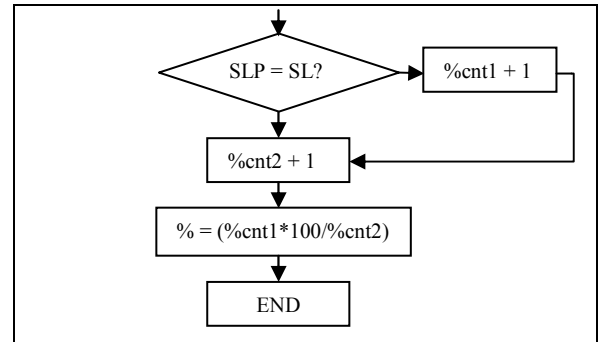 SLP = SL?
%cnt1 + 1
%cnt2 + 1
% = (%cnt1*100/%cnt2)
END